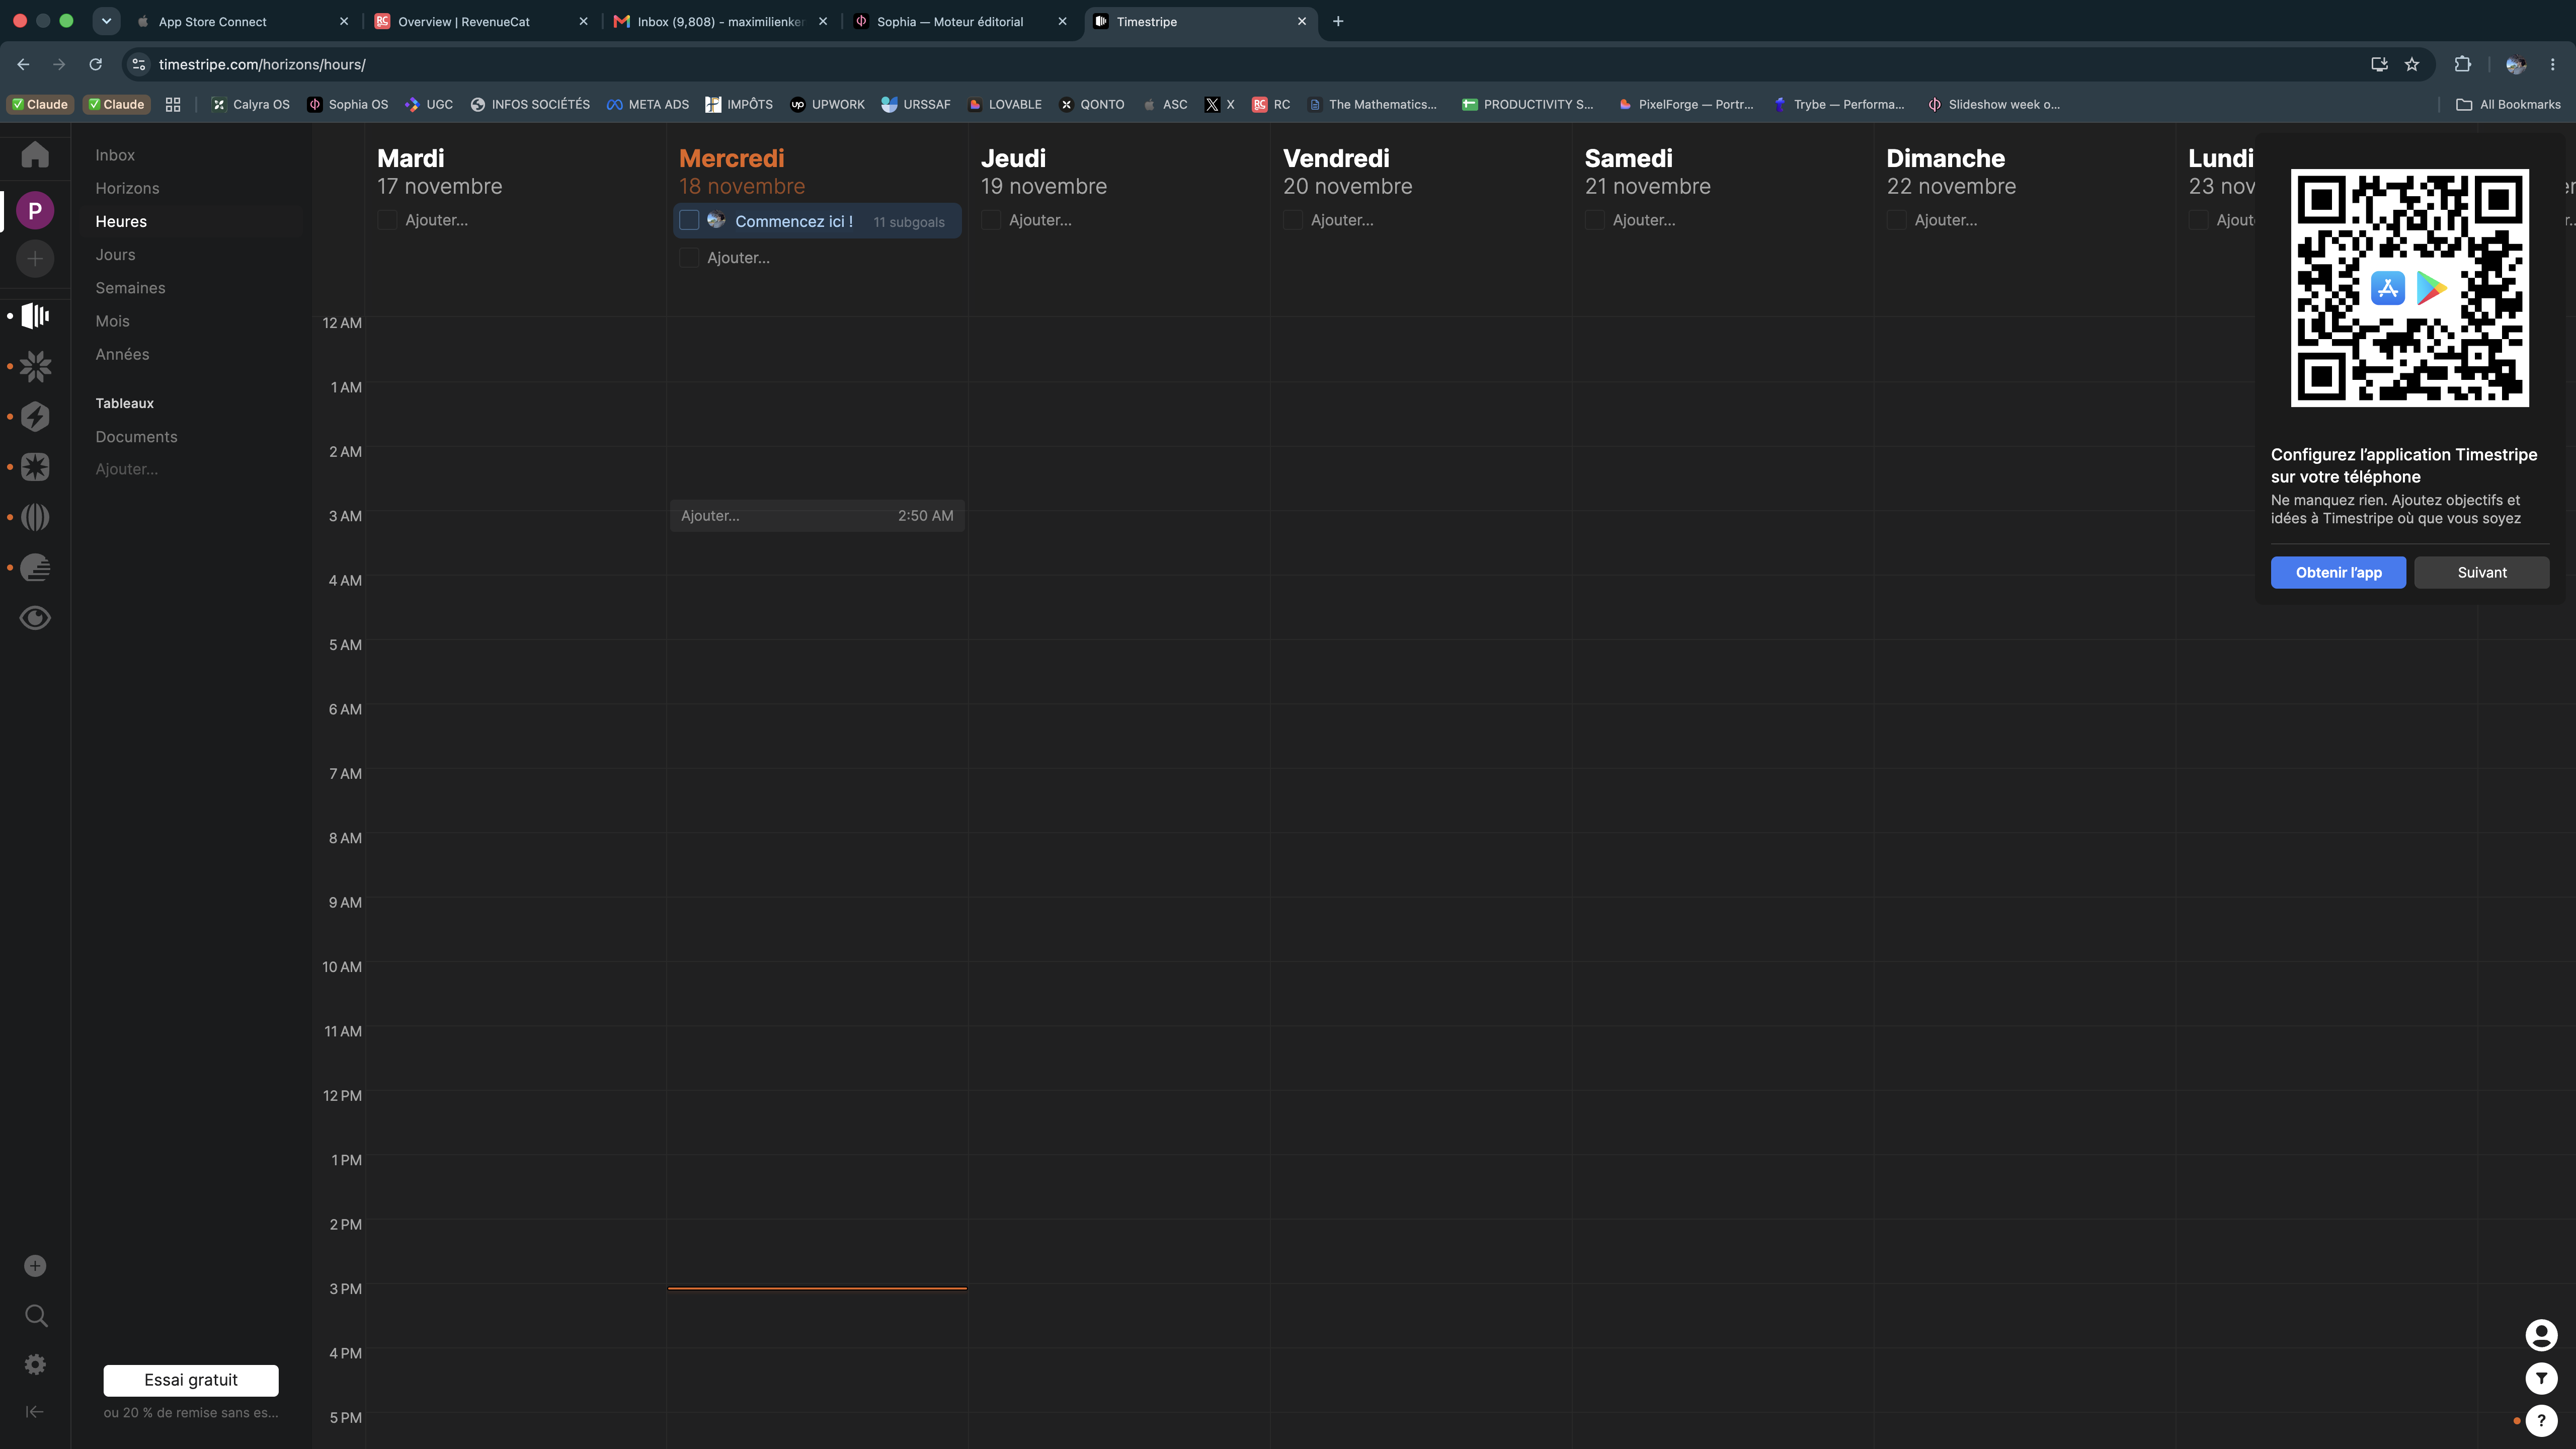 App Store Connect
Overview | RevenueCat
Inbox (9,808) - maximilienker
Sophia — Moteur éditorial
Timestripe
timestripe.com/horizons/hours/
Claude
Claude
Calyra OS
Sophia OS
UGC
INFOS SOCIÉTÉS
META ADS
IMPÔTS
UPWORK
URSSAF
LOVABLE
QONTO
ASC
X
RC
The Mathematics...
PRODUCTIVITY S...
PixelForge — Portr...
Trybe — Performa...
Slideshow week o...
All Bookmarks
P
Inbox
Horizons
Heures
Jours
Semaines
Mois
Années
Tableaux
Documents
Ajouter...
Essai gratuit
ou 20 % de remise sans es...
Mardi
17 novembre
Ajouter...
Mercredi
18 novembre
Commencez ici ! 11 subgoals
Ajouter...
Jeudi
19 novembre
Ajouter...
Vendredi
20 novembre
Ajouter...
Samedi
21 novembre
Ajouter...
Dimanche
22 novembre
Ajouter...
Lundi
23 nov
Ajout
12 AM
1 AM
2 AM
3 AM
Ajouter... 2:50 AM
4 AM
5 AM
6 AM
7 AM
8 AM
9 AM
10 AM
11 AM
12 PM
1 PM
2 PM
3 PM
4 PM
5 PM
Configurez l’application Timestripe
sur votre téléphone
Ne manquez rien. Ajoutez objectifs et
idées à Timestripe où que vous soyez
Obtenir l’app
Suivant
?